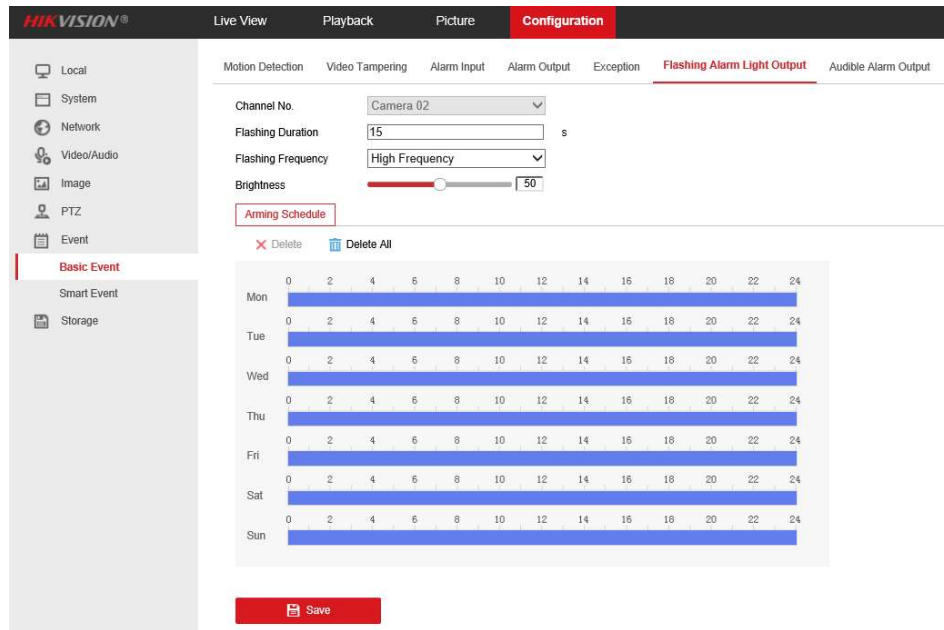 HIKVISION® Live View Playback Picture Configuration
Local
System
Network
Video/Audio
Image
PTZ
Event
Basic Event
Smart Event
Storage
Motion Detection Video Tampering Alarm Input Alarm Output Exception Flashing Alarm Light Output Audible Alarm Output
Channel No. Camera 02
Flashing Duration 15 s
Flashing Frequency High Frequency
Brightness 50
Arming Schedule
Delete Delete All
0 2 4 6 8 10 12 14 16 18 20 22 24
Mon
0 2 4 6 8 10 12 14 16 18 20 22 24
Tue
0 2 4 6 8 10 12 14 16 18 20 22 24
Wed
0 2 4 6 8 10 12 14 16 18 20 22 24
Thu
0 2 4 6 8 10 12 14 16 18 20 22 24
Fri
0 2 4 6 8 10 12 14 16 18 20 22 24
Sat
0 2 4 6 8 10 12 14 16 18 20 22 24
Sun
Save